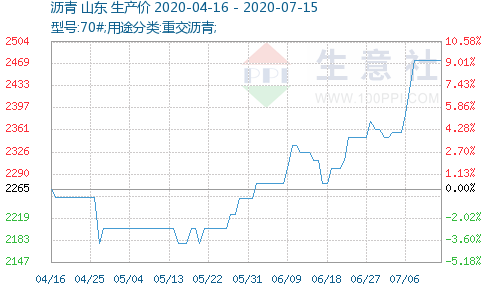 沥青 山东 生产价 2020-04-16 - 2020-07-15
型号:70#;用途分类:重交沥青;
2504 10.58%
2469 9.01%
2433 7.43%
2397 5.86%
2361 4.28%
2326 2.71%
2290 1.13%
2265 0.00%
2219 -2.02%
2183 -3.60%
2147 -5.18%
PPI 生意社
WWW.100PPI.COM
04/16 04/25 05/04 05/13 05/22 05/31 06/09 06/18 06/27 07/06